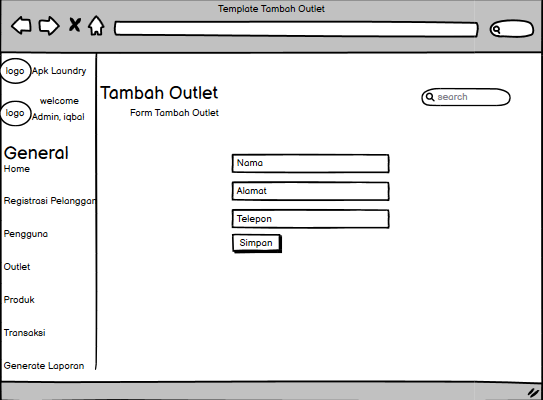 Template Tambah Outlet
logo Apk Laundry
welcome
logo Admin, iqbal
General
Home
Registrasi Pelanggan
Pengguna
Outlet
Produk
Transaksi
Generate Laporan
Tambah Outlet
Form Tambah Outlet
search
Nama
Alamat
Telepon
Simpan